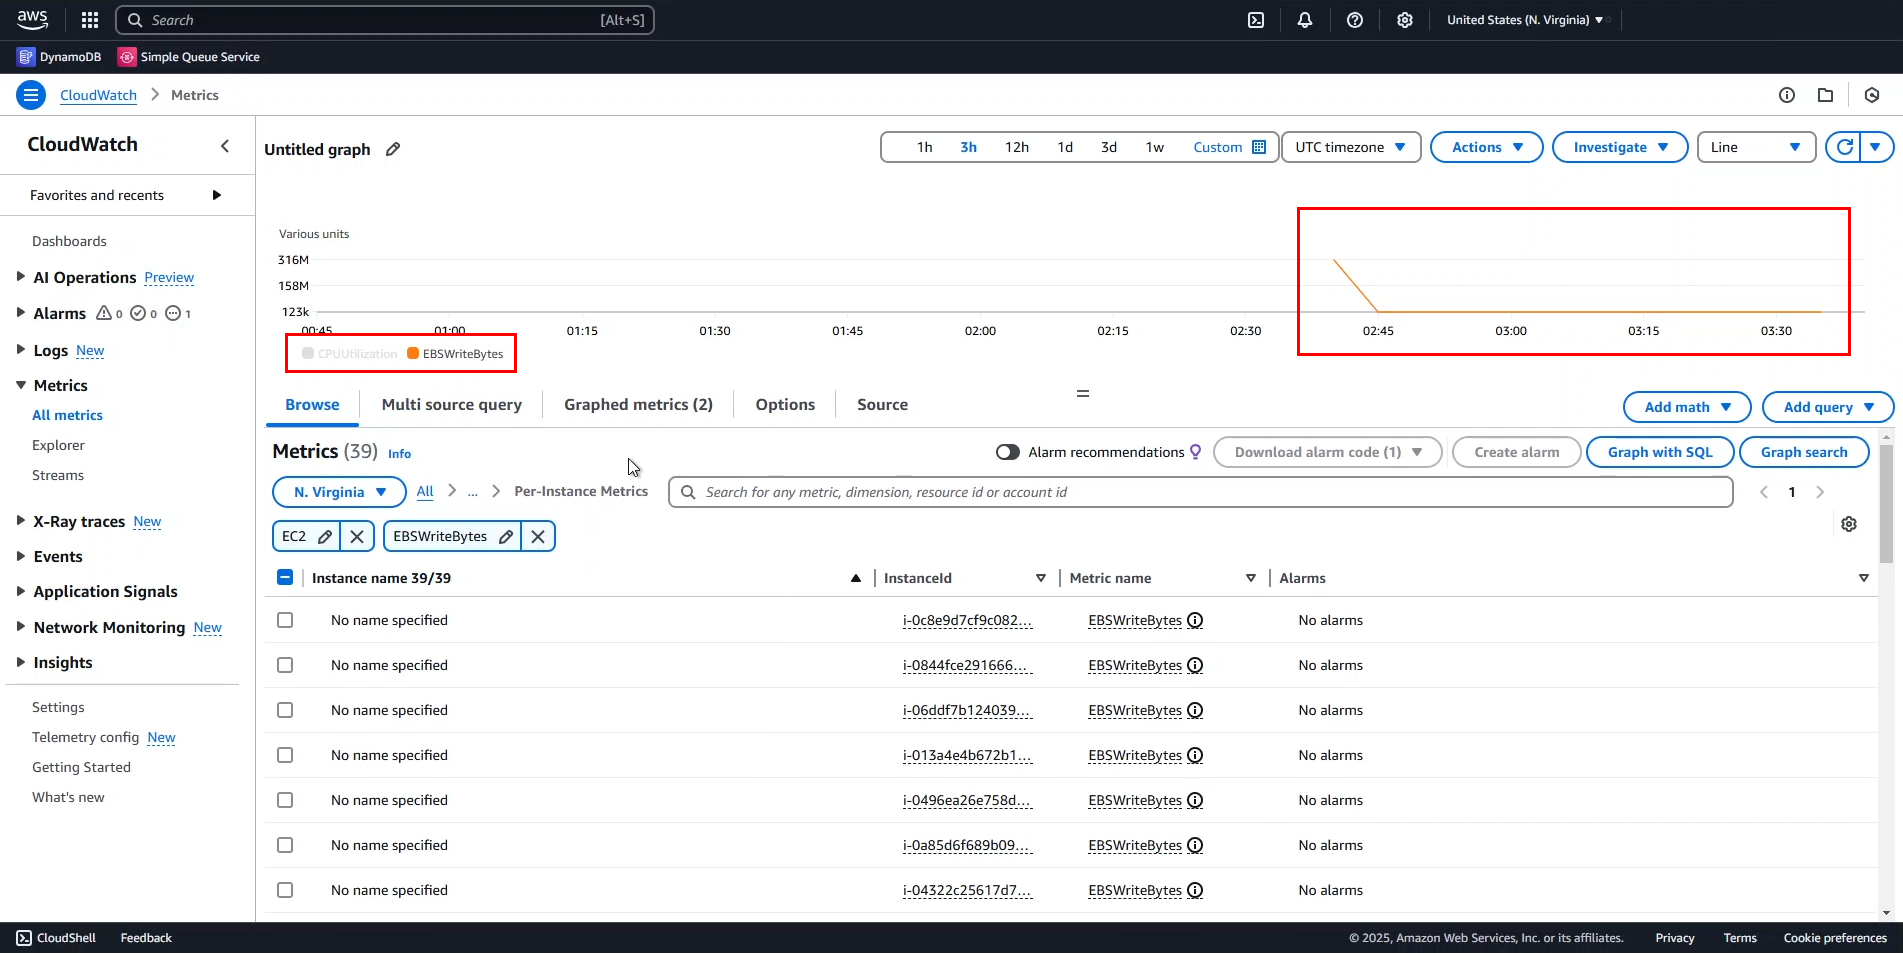 aws Search [Alt+S] United States (N. Virginia)
DynamoDB Simple Queue Service
CloudWatch Metrics
CloudWatch
Favorites and recents
Dashboards
AI Operations Preview
Alarms 0 0 1
Logs New
Metrics
All metrics
Explorer
Streams
X-Ray traces New
Events
Application Signals
Network Monitoring New
Insights
Settings
Telemetry config New
Getting Started
What's new
Untitled graph 1h 3h 12h 1d 3d 1w Custom UTC timezone Actions Investigate Line
Various units
316M
158M
123k
00:45 01:00 01:15 01:30 01:45 02:00 02:15 02:30 02:45 03:00 03:15 03:30
CPUUtilization EBSWriteBytes
Browse Multi source query Graphed metrics (2) Options Source Add math Add query
Metrics (39) Info Alarm recommendations Download alarm code (1) Create alarm Graph with SQL Graph search
N. Virginia All ... Per-Instance Metrics Search for any metric, dimension, resource id or account id 1
EC2 EBSWriteBytes
Instance name 39/39 InstanceId Metric name Alarms
No name specified i-0c8e9d7cf9c082... EBSWriteBytes No alarms
No name specified i-0844fce291666... EBSWriteBytes No alarms
No name specified i-06ddf7b124039... EBSWriteBytes No alarms
No name specified i-013a4e4b672b1... EBSWriteBytes No alarms
No name specified i-0496ea26e758d... EBSWriteBytes No alarms
No name specified i-0a85d6f689b09... EBSWriteBytes No alarms
No name specified i-04322c25617d7... EBSWriteBytes No alarms
CloudShell Feedback © 2025, Amazon Web Services, Inc. or its affiliates. Privacy Terms Cookie preferences